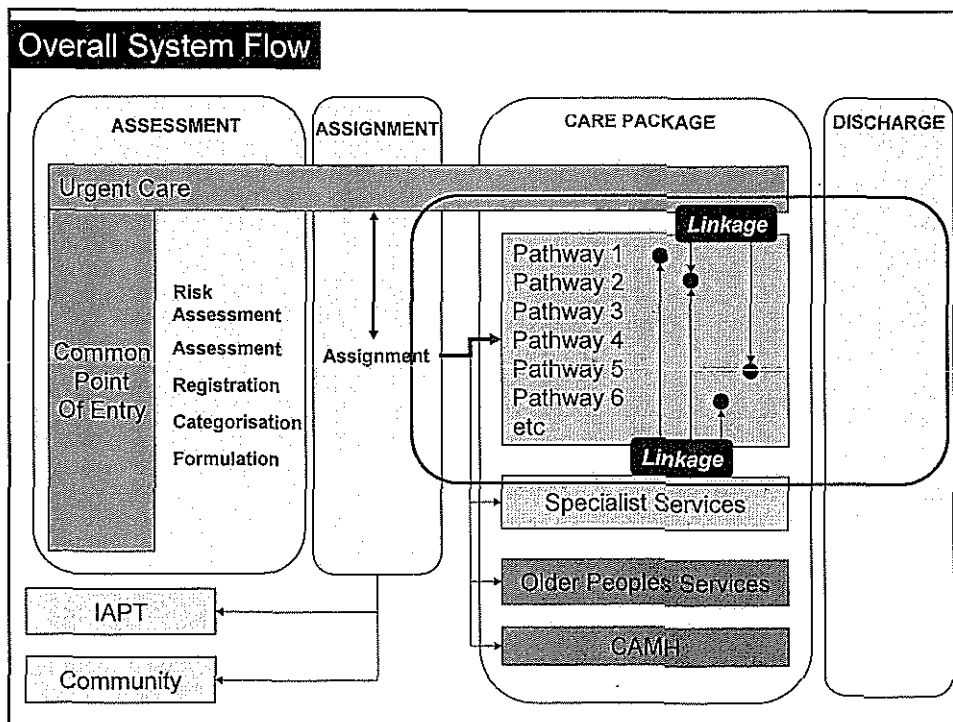 Overall System Flow
ASSESSMENT
ASSIGNMENT
CARE PACKAGE
DISCHARGE
Urgent Care
Common
Point
Of Entry
Risk
Assessment
Assessment
Registration
Categorisation
Formulation
Assignment
Linkage
Pathway 1
Pathway 2
Pathway 3
Pathway 4
Pathway 5
Pathway 6
etc
Linkage
Specialist Services
Older Peoples Services
CAMH
IAPT
Community